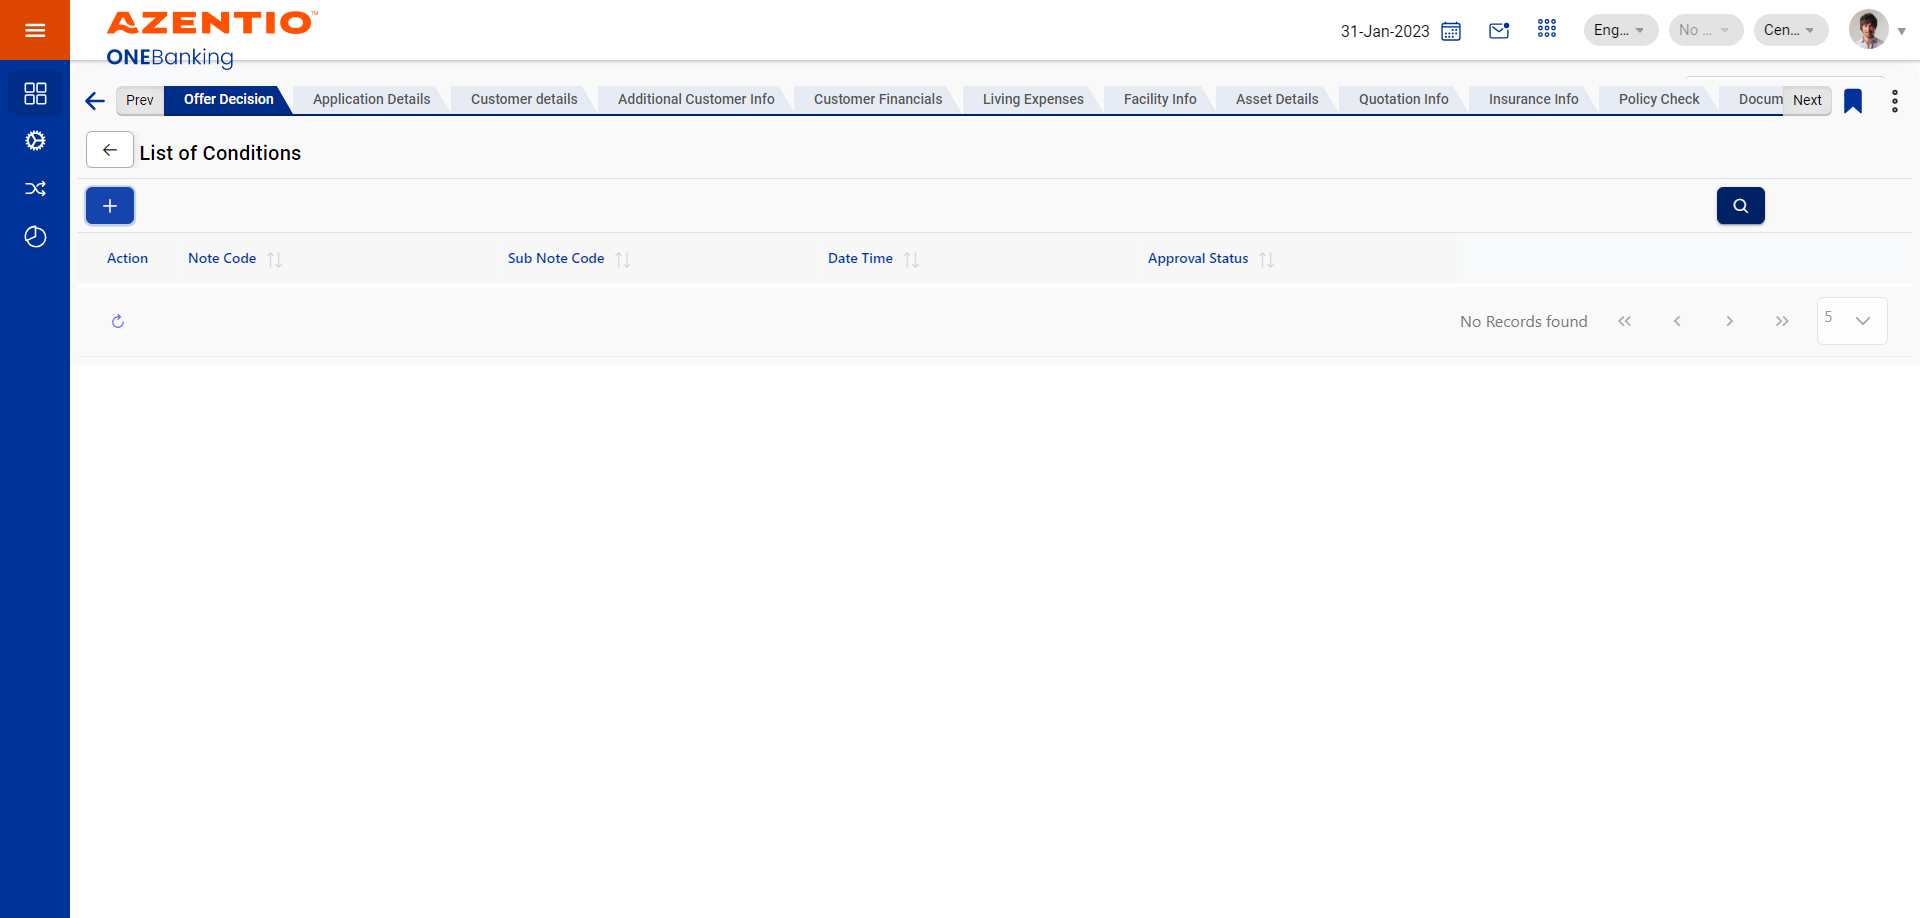 AZENTIO™
ONEBanking
31-Jan-2023
Eng...
No ...
Cen...
Prev
Offer Decision
Application Details
Customer details
Additional Customer Info
Customer Financials
Living Expenses
Facility Info
Asset Details
Quotation Info
Insurance Info
Policy Check
Docum
Next
List of Conditions
Action
Note Code
Sub Note Code
Date Time
Approval Status
No Records found
5